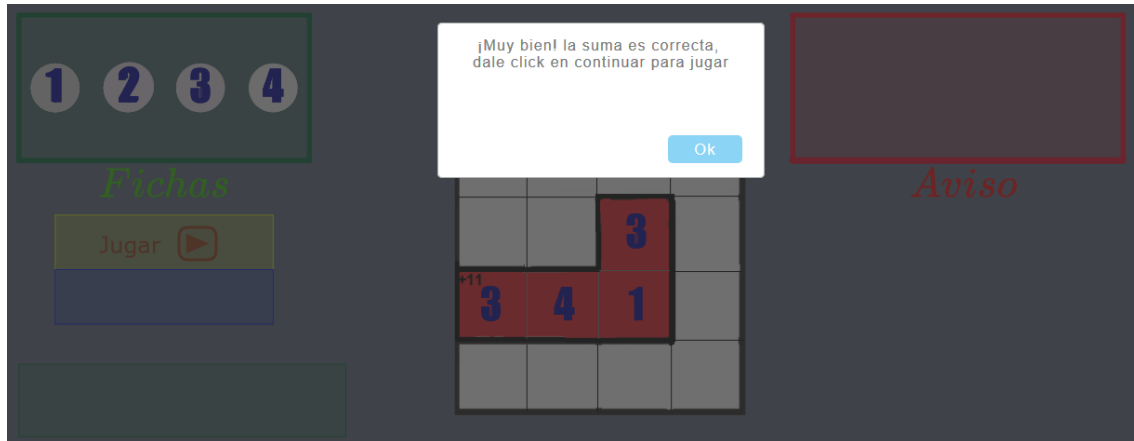 ¡Muy bien! la suma es correcta,
dale click en continuar para jugar
Ok
1 2 3 4
Fichas
Aviso
Jugar
3
+11
3 4 1